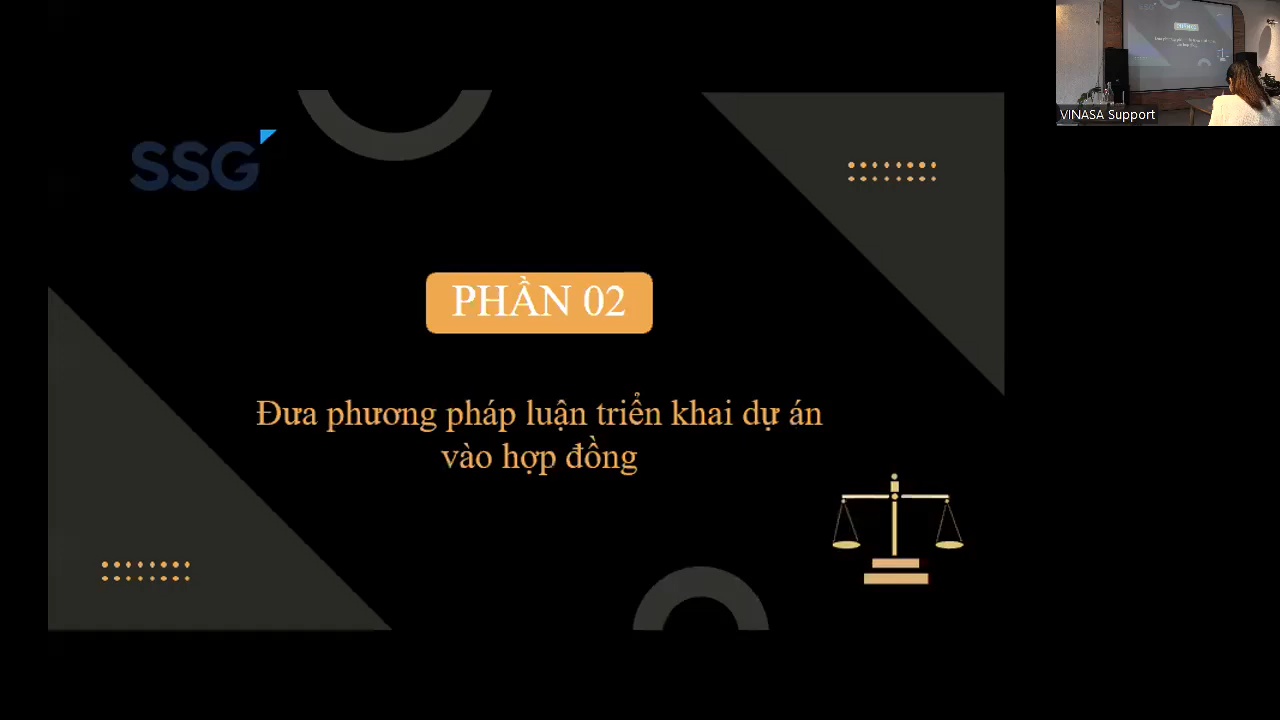 SSG
PHẦN 02
Đưa phương pháp luận triển khai dự án
vào hợp đồng
VINASA Support